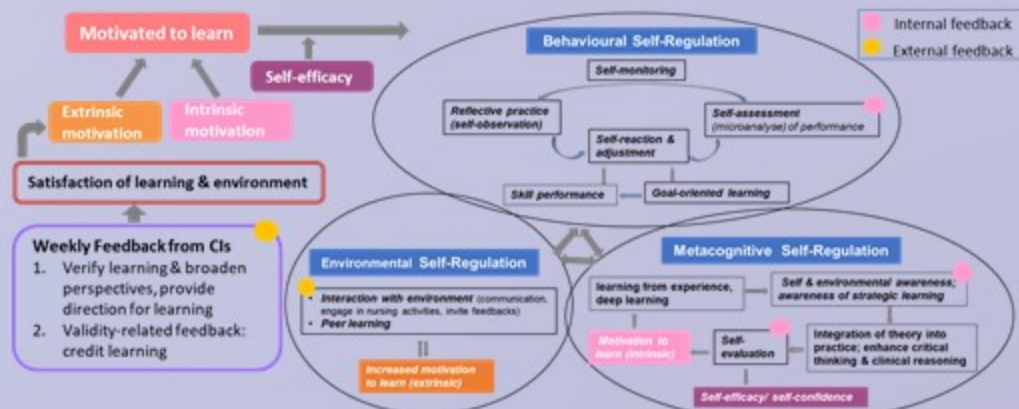 Motivated to learn
Self-efficacy
Extrinsic
motivation
Intrinsic
motivation
Satisfaction of learning & environment
Weekly Feedback from CIs
1. Verify learning & broaden
perspectives, provide
direction for learning
2. Validity-related feedback:
credit learning
Behavioural Self-Regulation
Self-monitoring
Reflective practice
(self-observation)
Self-assessment
(microanalyse) of performance
Self-reaction &
adjustment
Skill performance
Goal-oriented learning
Internal feedback
External feedback
Environmental Self-Regulation
• Interaction with environment (communication,
engage in nursing activities, invite feedbacks)
• Peer learning
Increased motivation
to learn (extrinsic)
Metacognitive Self-Regulation
learning from experience,
deep learning
Self & environmental awareness;
awareness of strategic learning
Motivation to
learn (intrinsic)
Self-
evaluation
Integration of theory into
practice; enhance critical
thinking & clinical reasoning
Self-efficacy/ self-confidence